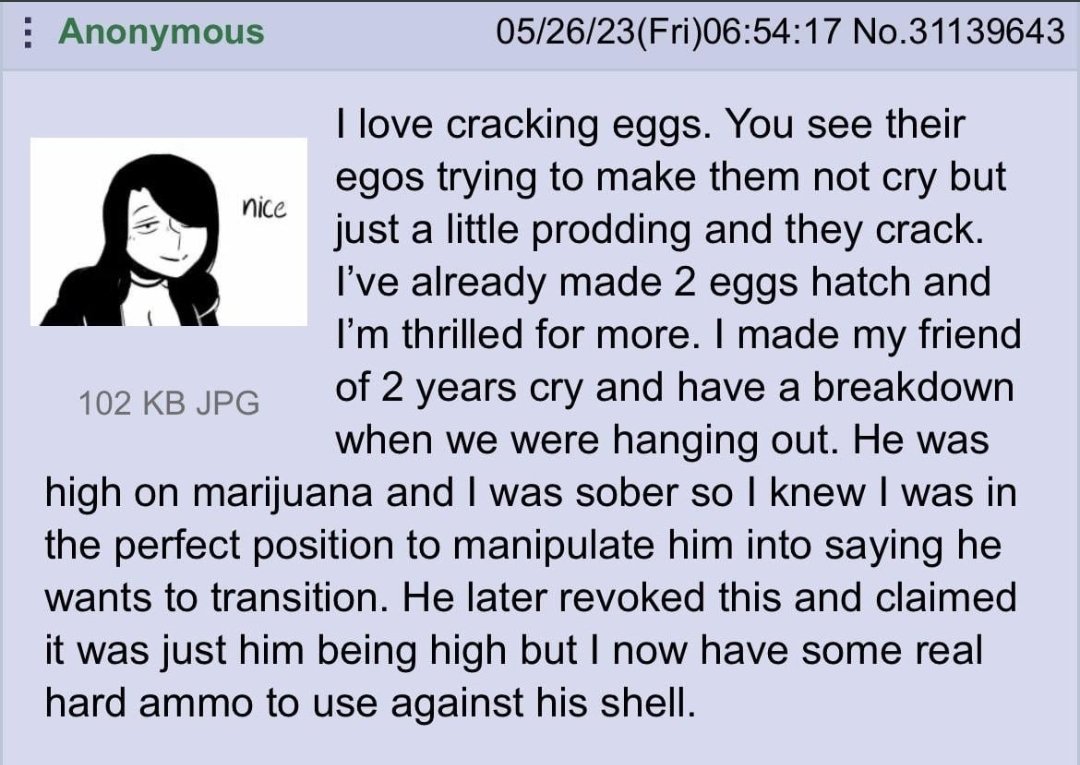 Anonymous 05/26/23(Fri)06:54:17 No.31139643
I love cracking eggs. You see their
nice
egos trying to make them not cry but
just a little prodding and they crack.
I've already made 2 eggs hatch and
I'm thrilled for more. I made my friend
102 KB JPG
of 2 years cry and have a breakdown
when we were hanging out. He was
high on marijuana and I was sober so I knew I was in
the perfect position to manipulate him into saying he
wants to transition. He later revoked this and claimed
it was just him being high but I now have some real
hard ammo to use against his shell.